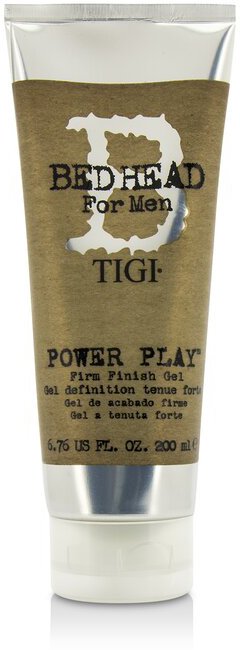 B
BED HEAD
For Men
TIGI·
POWER PLAY™
Firm Finish Gel
Gel definition tenue forte
Gel de acabado firme
Gel a tenuta forte
6.76 US FL. OZ. 200 ml e